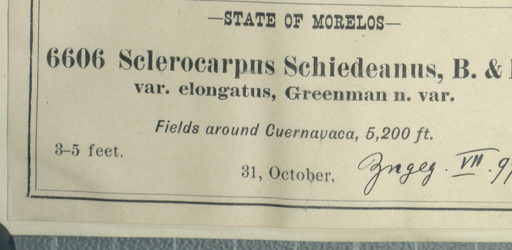 —STATE OF MORELOS—
6606 Sclerocarpus Schiedeanus, B. &
var. elongatus, Greenman n. var.
Fields around Cuernavaca, 5,200 ft.
3–5 feet.
31, October.
VII.